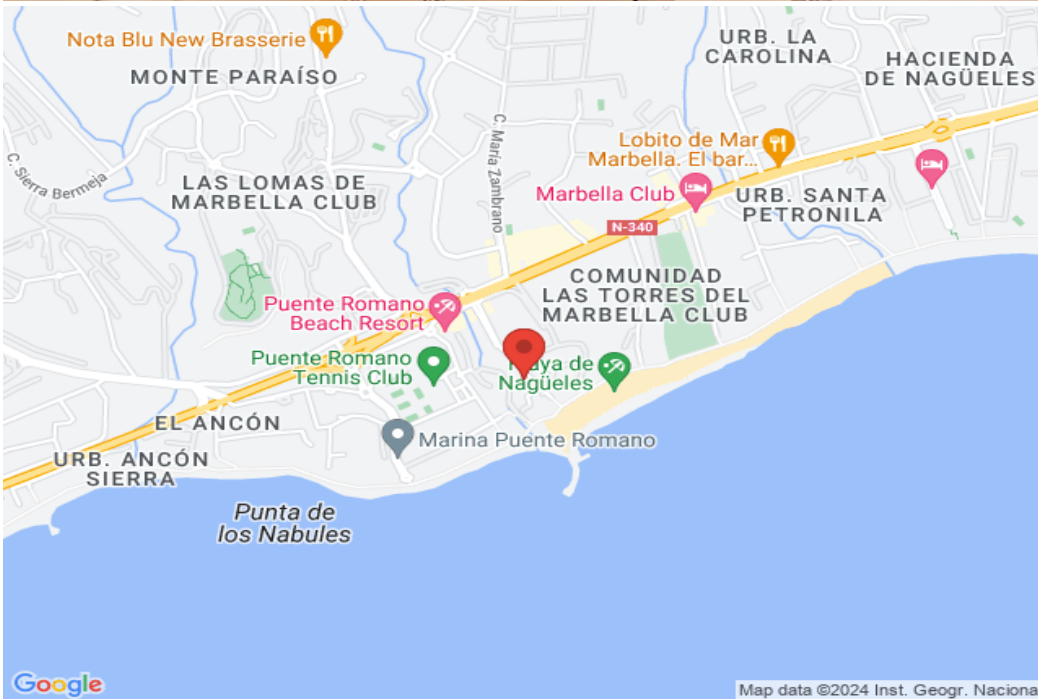 Nota Blu New Brasserie
MONTE PARAÍSO
URB. LA
CAROLINA
HACIENDA
DE NAGÜELES
C. María Zambrano
Lobito de Mar
Marbella. El bar...
C. Sierra Bermeja
LAS LOMAS DE
MARBELLA CLUB
Marbella Club
URB. SANTA
PETRONILA
N-340
COMUNIDAD
LAS TORRES DEL
MARBELLA CLUB
Puente Romano
Beach Resort
Puente Romano
Tennis Club
Playa de
Nagüeles
EL ANCÓN
Marina Puente Romano
URB. ANCÓN
SIERRA
Punta de
los Nabules
Google
Map data ©2024 Inst. Geogr. Naciona